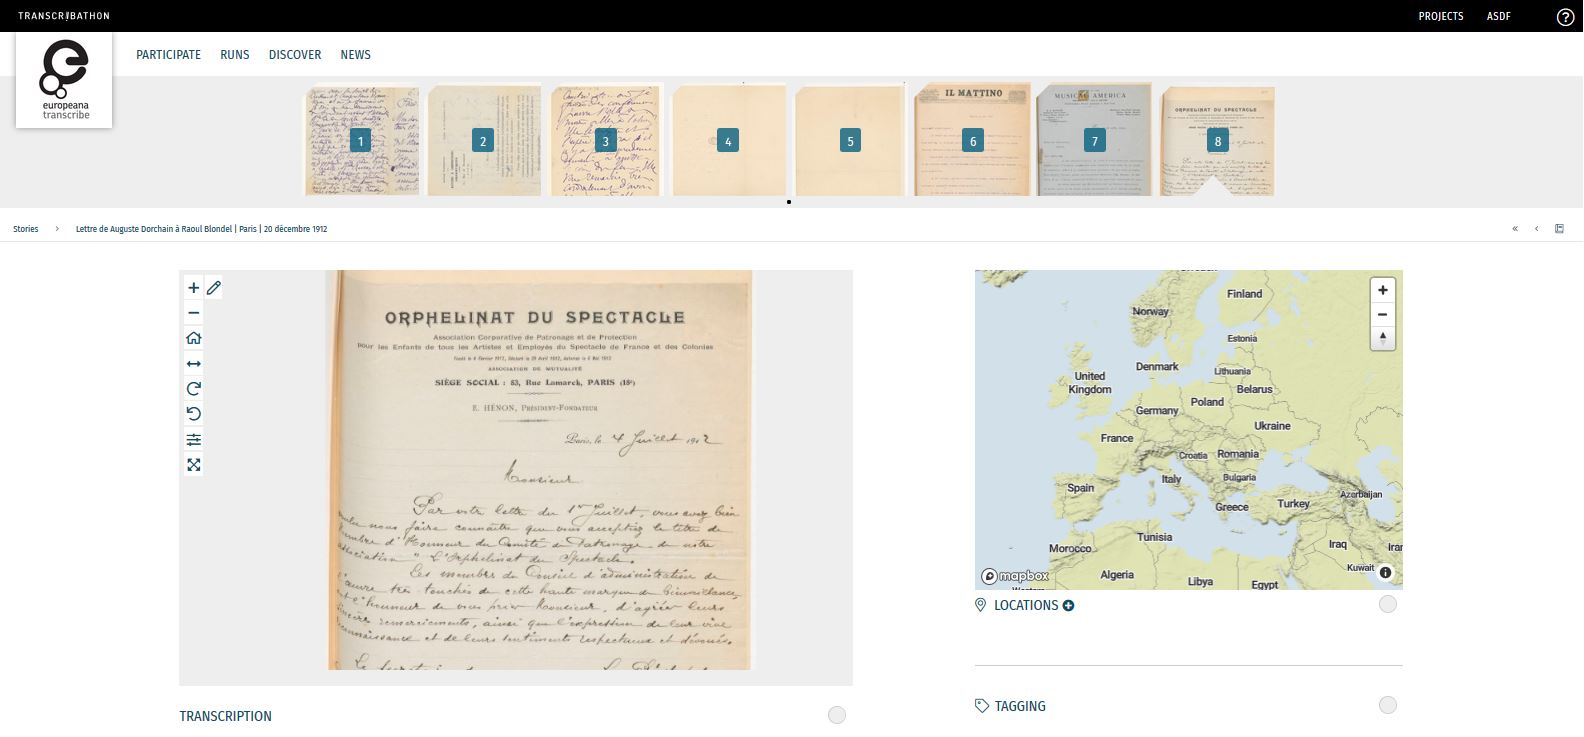 TRANSCRIBATHON
PROJECTS
ASDF
europeana
transcribe
PARTICIPATE
RUNS
DISCOVER
NEWS
1
2
3
4
5
6
7
8
IL MATTINO
MUSICAL AMERICA
ORPHELINAT DU SPECTACLE
Stories
Lettre de Auguste Dorchain à Raoul Blondel | Paris | 20 décembre 1912
ORPHELINAT DU SPECTACLE
Association Corporative de Patronage et de Protection
Pour les Enfants de tous les Artistes et Employés du Spectacle de France et des Colonies
ASSOCIATION DE MUTUALITÉ
SIÈGE SOCIAL : 53, Rue Lamarck, PARIS (18e)
E. HÉNON, Président-Fondateur
Paris, le 4 Juillet 1912
Monsieur
Par votre lettre du 1er Juillet, vous avez bien
voulu nous faire connaître que vous acceptiez le titre de
membre d'Honneur du Comité de Patronage de notre
association "L'Orphelinat du Spectacle.
Les membres du Conseil d'administration de
l'œuvre très touchés de cette haute marque de bienveillance,
ont l'honneur de vous prier Monsieur, d'agréer leurs
sincères remerciements, ainsi que l'expression de leur vive
reconnaissance et de leurs sentiments respectueux et dévoués.
TRANSCRIPTION
Finland
Norway
Estonia
Denmark
Lithuania
United
Kingdom
Belarus
Poland
Germany
Ukraine
France
Croatia
Romania
Italy
Bulgaria
Spain
Azerbaijan
Turkey
Greece
Tunisia
Morocco
Iraq
Kuwait
Algeria
Libya
Egypt
mapbox
LOCATIONS
TAGGING